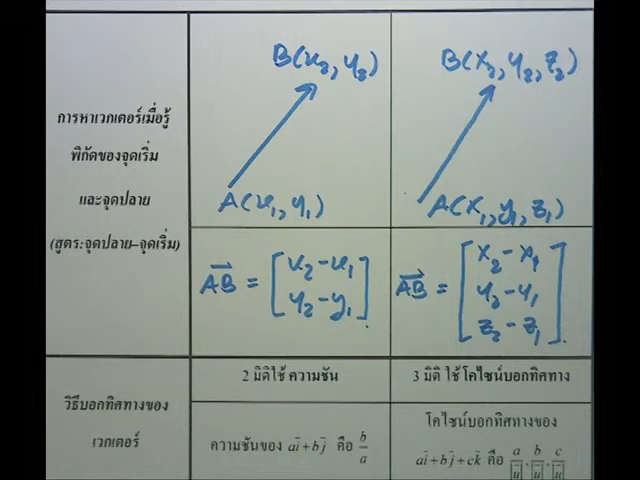 การหาเวกเตอร์เมื่อรู้
พิกัดของจุดเริ่ม
และจุดปลาย
(สูตร:จุดปลาย–จุดเริ่ม)
B(x₂, y₂)
A(x₁, y₁)
B(x₂, y₂, z₂)
A(x₁, y₁, z₁)
AB⃗ = [x₂ − x₁
y₂ − y₁]
AB⃗ = [x₂ − x₁
y₂ − y₁
z₂ − z₁]
วิธีบอกทิศทางของ
เวกเตอร์
2 มิติใช้ ความชัน
3 มิติ ใช้ โคไซน์บอกทิศทาง
ความชันของ ai̅ + bj̅ คือ b/a
โคไซน์บอกทิศทางของ
ai̅ + bj̅ + ck̅ คือ a/|u̅|, b/|u̅|, c/|u̅|